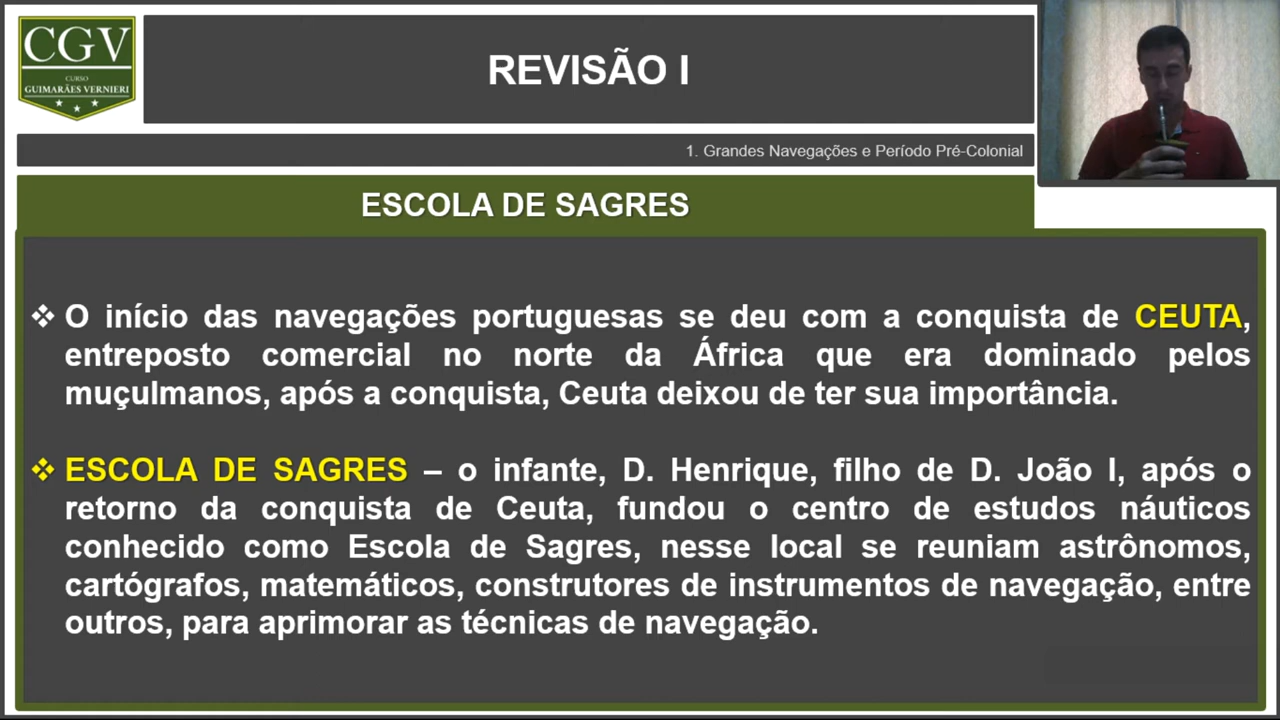 CGV
CURSO
GUIMARÃES VERNIERI
REVISÃO I
1. Grandes Navegações e Período Pré-Colonial
ESCOLA DE SAGRES
❖ O início das navegações portuguesas se deu com a conquista de CEUTA,
entreposto comercial no norte da África que era dominado pelos
muçulmanos, após a conquista, Ceuta deixou de ter sua importância.
❖ ESCOLA DE SAGRES – o infante, D. Henrique, filho de D. João I, após o
retorno da conquista de Ceuta, fundou o centro de estudos náuticos
conhecido como Escola de Sagres, nesse local se reuniam astrônomos,
cartógrafos, matemáticos, construtores de instrumentos de navegação, entre
outros, para aprimorar as técnicas de navegação.